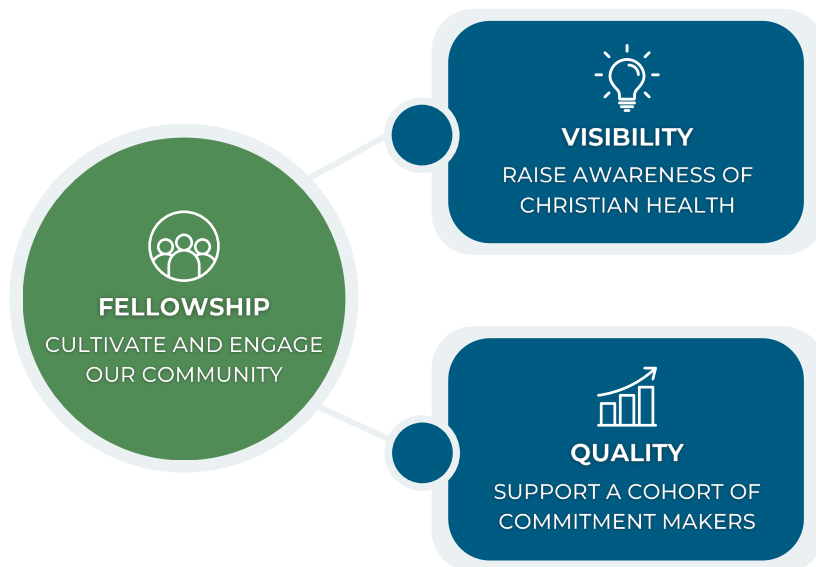 FELLOWSHIP
CULTIVATE AND ENGAGE
OUR COMMUNITY
VISIBILITY
RAISE AWARENESS OF
CHRISTIAN HEALTH
QUALITY
SUPPORT A COHORT OF
COMMITMENT MAKERS